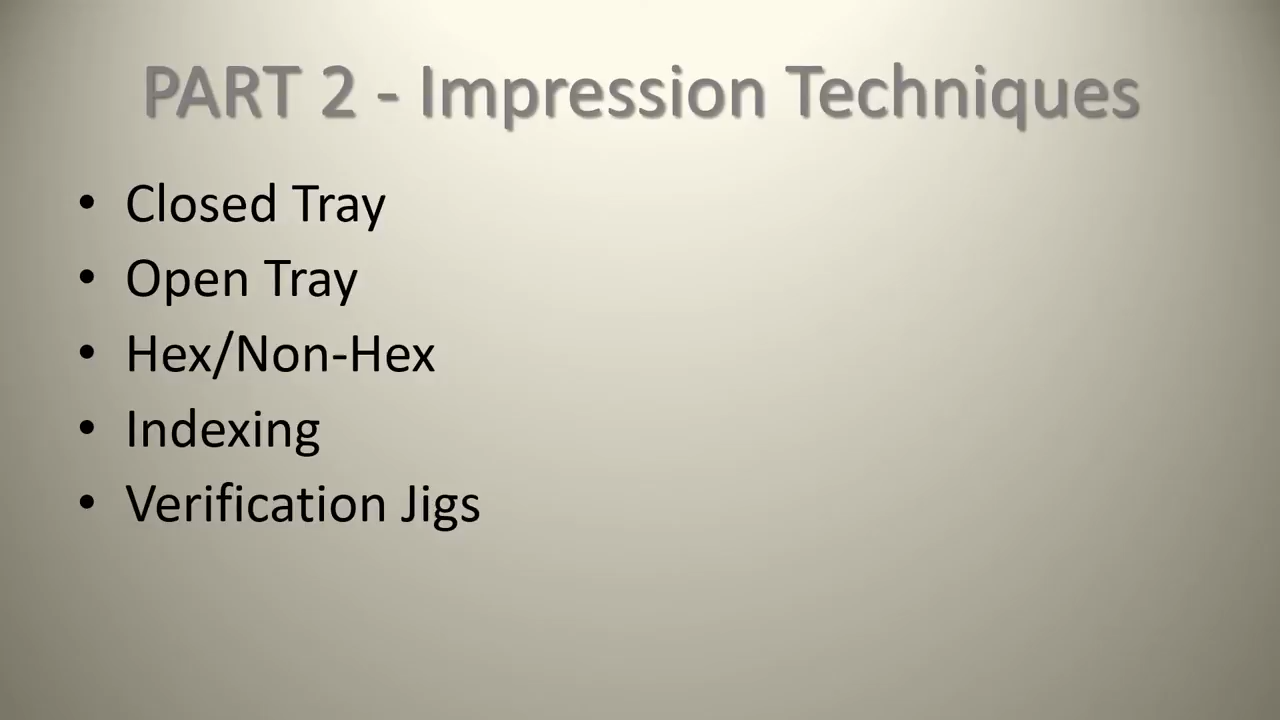 PART 2 - Impression Techniques
• Closed Tray
• Open Tray
• Hex/Non-Hex
• Indexing
• Verification Jigs